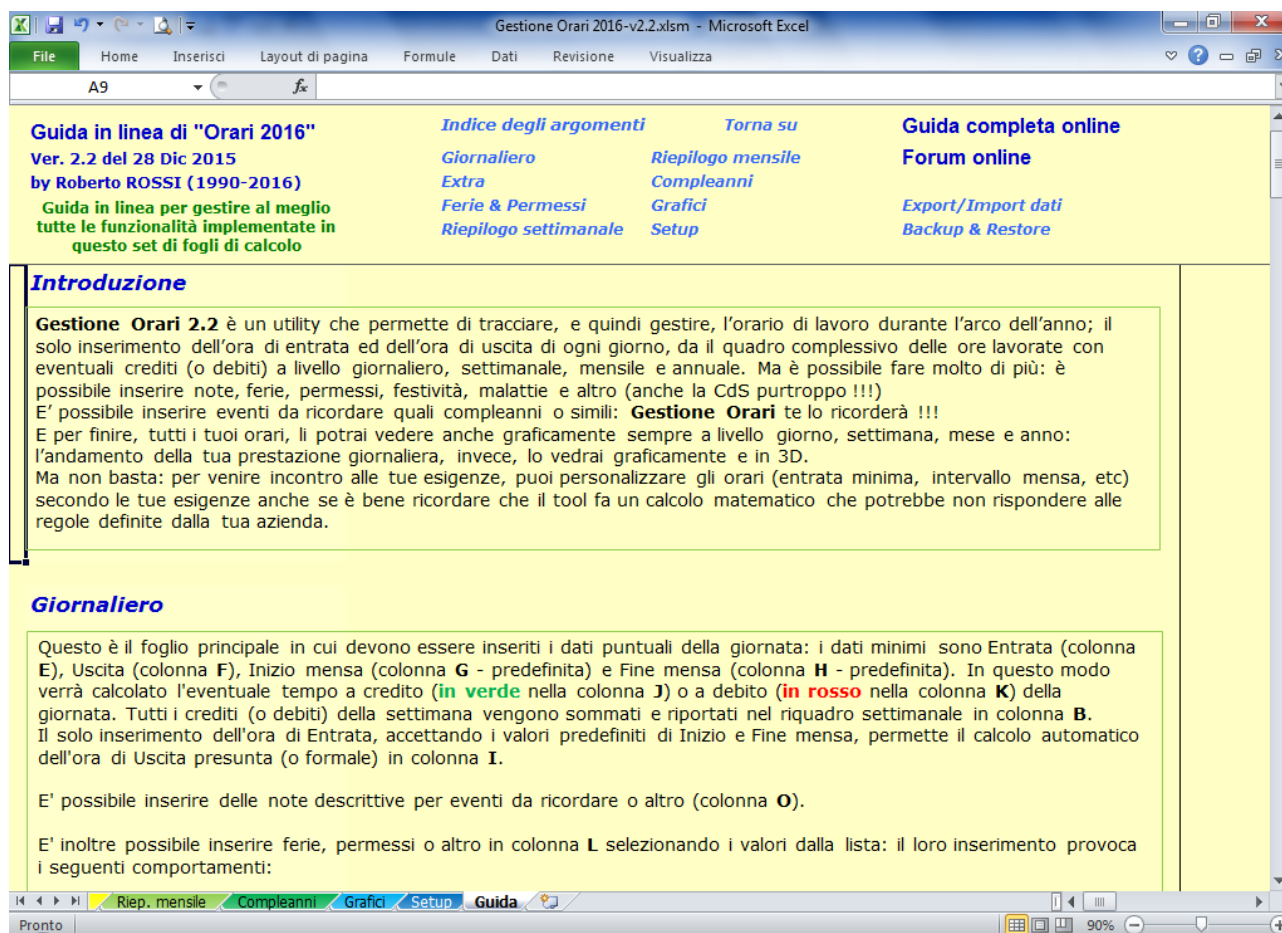 Gestione Orari 2016-v2.2.xlsm - Microsoft Excel
File Home Inserisci Layout di pagina Formule Dati Revisione Visualizza
A9 fx
Guida in linea di "Orari 2016"
Ver. 2.2 del 28 Dic 2015
by Roberto ROSSI (1990-2016)
Guida in linea per gestire al meglio
tutte le funzionalità implementate in
questo set di fogli di calcolo
Indice degli argomenti Torna su
Giornaliero Riepilogo mensile
Extra Compleanni
Ferie & Permessi Grafici
Riepilogo settimanale Setup
Guida completa online
Forum online
Export/Import dati
Backup & Restore
Introduzione
Gestione Orari 2.2 è un utility che permette di tracciare, e quindi gestire, l'orario di lavoro durante l'arco dell'anno; il
solo inserimento dell'ora di entrata ed dell'ora di uscita di ogni giorno, da il quadro complessivo delle ore lavorate con
eventuali crediti (o debiti) a livello giornaliero, settimanale, mensile e annuale. Ma è possibile fare molto di più: è
possibile inserire note, ferie, permessi, festività, malattie e altro (anche la CdS purtroppo !!!)
E' possibile inserire eventi da ricordare quali compleanni o simili: Gestione Orari te lo ricorderà !!!
E per finire, tutti i tuoi orari, li potrai vedere anche graficamente sempre a livello giorno, settimana, mese e anno:
l'andamento della tua prestazione giornaliera, invece, lo vedrai graficamente e in 3D.
Ma non basta: per venire incontro alle tue esigenze, puoi personalizzare gli orari (entrata minima, intervallo mensa, etc)
secondo le tue esigenze anche se è bene ricordare che il tool fa un calcolo matematico che potrebbe non rispondere alle
regole definite dalla tua azienda.
Giornaliero
Questo è il foglio principale in cui devono essere inseriti i dati puntuali della giornata: i dati minimi sono Entrata (colonna
E), Uscita (colonna F), Inizio mensa (colonna G - predefinita) e Fine mensa (colonna H - predefinita). In questo modo
verrà calcolato l'eventuale tempo a credito (in verde nella colonna J) o a debito (in rosso nella colonna K) della
giornata. Tutti i crediti (o debiti) della settimana vengono sommati e riportati nel riquadro settimanale in colonna B.
Il solo inserimento dell'ora di Entrata, accettando i valori predefiniti di Inizio e Fine mensa, permette il calcolo automatico
dell'ora di Uscita presunta (o formale) in colonna I.
E' possibile inserire delle note descrittive per eventi da ricordare o altro (colonna O).
E' inoltre possibile inserire ferie, permessi o altro in colonna L selezionando i valori dalla lista: il loro inserimento provoca
i seguenti comportamenti:
Riep. mensile Compleanni Grafici Setup Guida
Pronto 90%